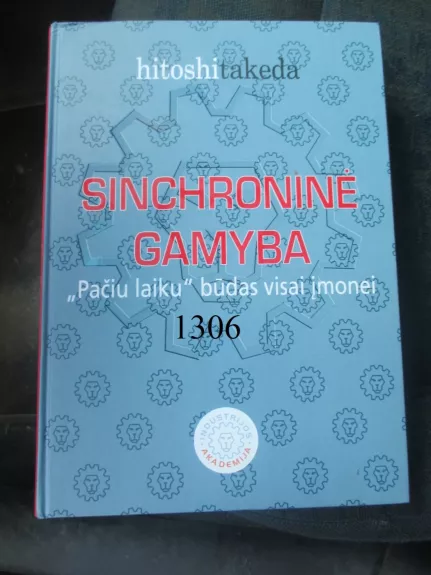 hitoshitakeda
SINCHRONINĖ
GAMYBA
„Pačiu laiku“ būdas visai įmonei
1306
INDUSTRIJOS
AKADEMIJA